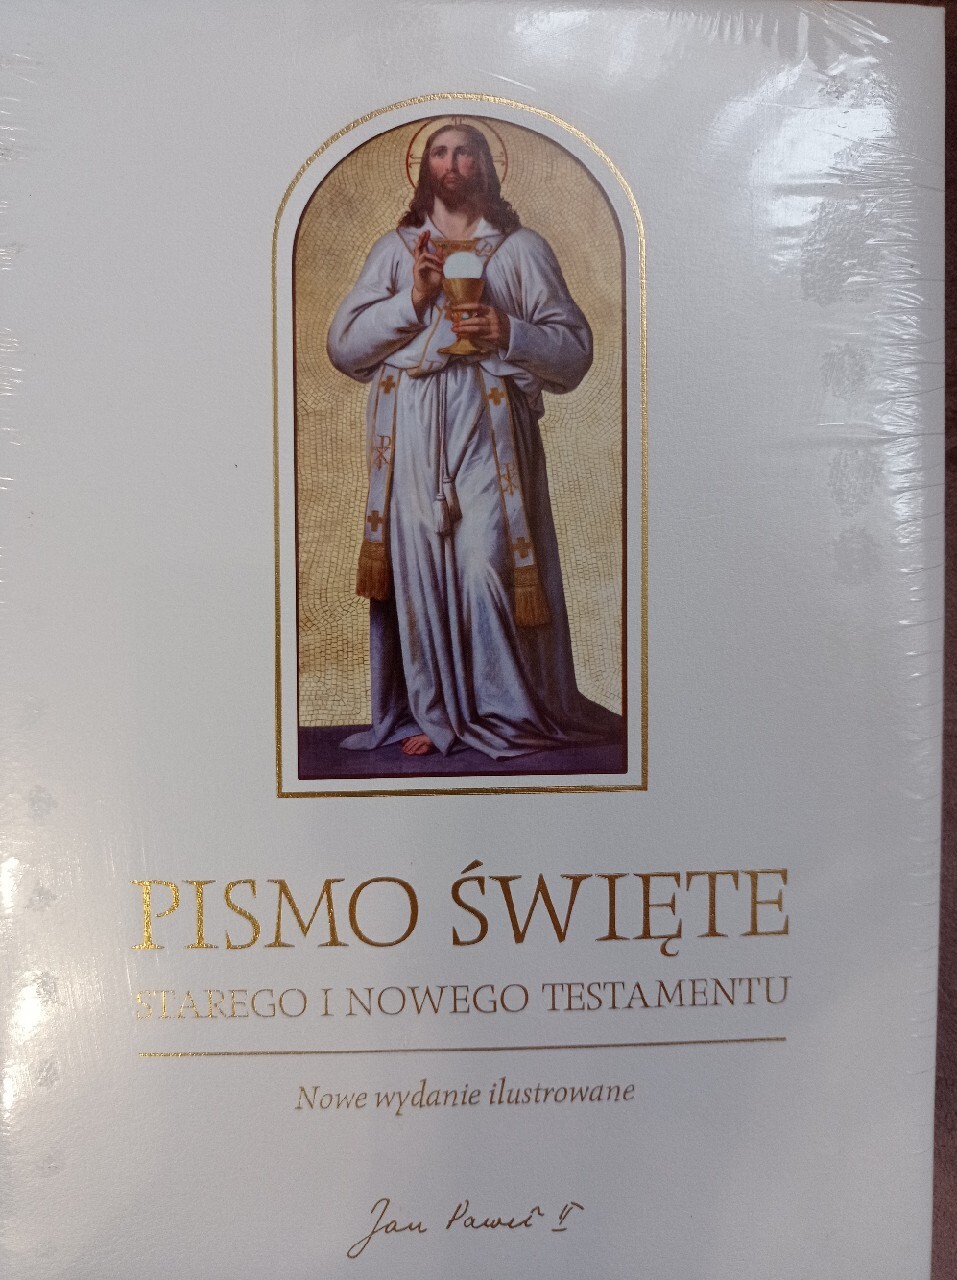 PISMO ŚWIĘTE
STAREGO I NOWEGO TESTAMENTU
Nowe wydanie ilustrowane
Jan Paweł II